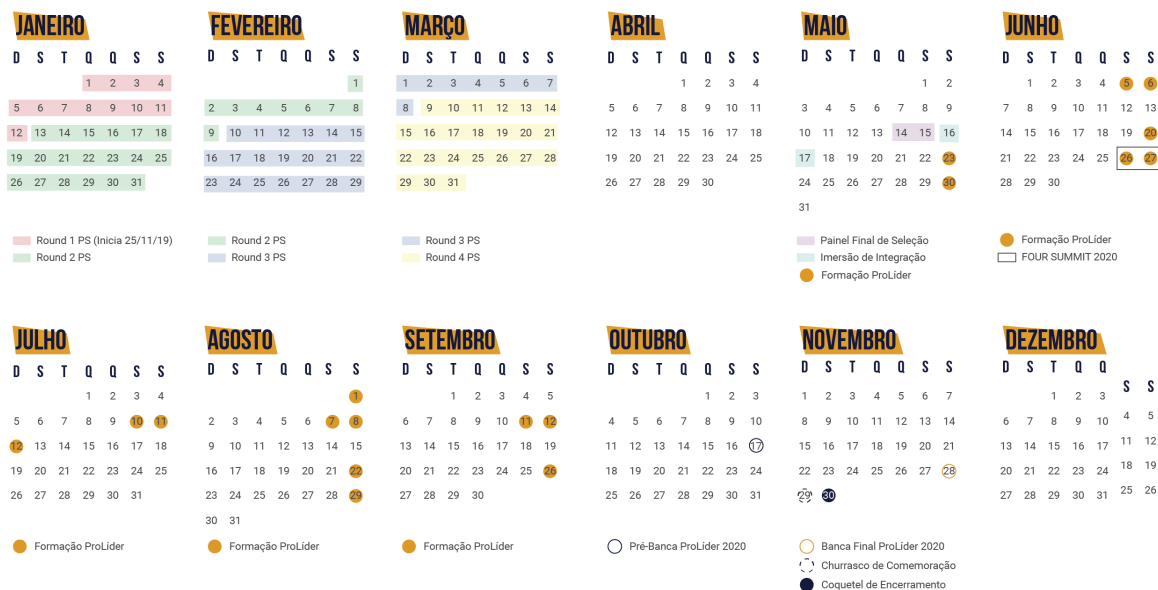 JANEIRO
D S T Q Q S S
1 2 3 4
5 6 7 8 9 10 11
12 13 14 15 16 17 18
19 20 21 22 23 24 25
26 27 28 29 30 31
Round 1 PS (Inicia 25/11/19)
Round 2 PS
FEVEREIRO
D S T Q Q S S
1
2 3 4 5 6 7 8
9 10 11 12 13 14 15
16 17 18 19 20 21 22
23 24 25 26 27 28 29
Round 2 PS
Round 3 PS
MARÇO
D S T Q Q S S
1 2 3 4 5 6 7
8 9 10 11 12 13 14
15 16 17 18 19 20 21
22 23 24 25 26 27 28
29 30 31
Round 3 PS
Round 4 PS
ABRIL
D S T Q Q S S
1 2 3 4
5 6 7 8 9 10 11
12 13 14 15 16 17 18
19 20 21 22 23 24 25
26 27 28 29 30
MAIO
D S T Q Q S S
1 2
3 4 5 6 7 8 9
10 11 12 13 14 15 16
17 18 19 20 21 22 23
24 25 26 27 28 29 30
31
Painel Final de Seleção
Imersão de Integração
Formação ProLíder
JUNHO
D S T Q Q S S
1 2 3 4 5 6
7 8 9 10 11 12 13
14 15 16 17 18 19 20
21 22 23 24 25 26 27
28 29 30
Formação ProLíder
FOUR SUMMIT 2020
JULHO
D S T Q Q S S
1 2 3 4
5 6 7 8 9 10 11
12 13 14 15 16 17 18
19 20 21 22 23 24 25
26 27 28 29 30 31
Formação ProLíder
AGOSTO
D S T Q Q S S
1
2 3 4 5 6 7 8
9 10 11 12 13 14 15
16 17 18 19 20 21 22
23 24 25 26 27 28 29
30 31
Formação ProLíder
SETEMBRO
D S T Q Q S S
1 2 3 4 5
6 7 8 9 10 11 12
13 14 15 16 17 18 19
20 21 22 23 24 25 26
27 28 29 30
Formação ProLíder
OUTUBRO
D S T Q Q S S
1 2 3
4 5 6 7 8 9 10
11 12 13 14 15 16 17
18 19 20 21 22 23 24
25 26 27 28 29 30 31
Pré-Banca ProLíder 2020
NOVEMBRO
D S T Q Q S S
1 2 3 4 5 6 7
8 9 10 11 12 13 14
15 16 17 18 19 20 21
22 23 24 25 26 27 28
29 30
Banca Final ProLíder 2020
Churrasco de Comemoração
Coquetel de Encerramento
DEZEMBRO
D S T Q Q S S
1 2 3 4 5
6 7 8 9 10 11 12
13 14 15 16 17 18 19
20 21 22 23 24 25 26
27 28 29 30 31